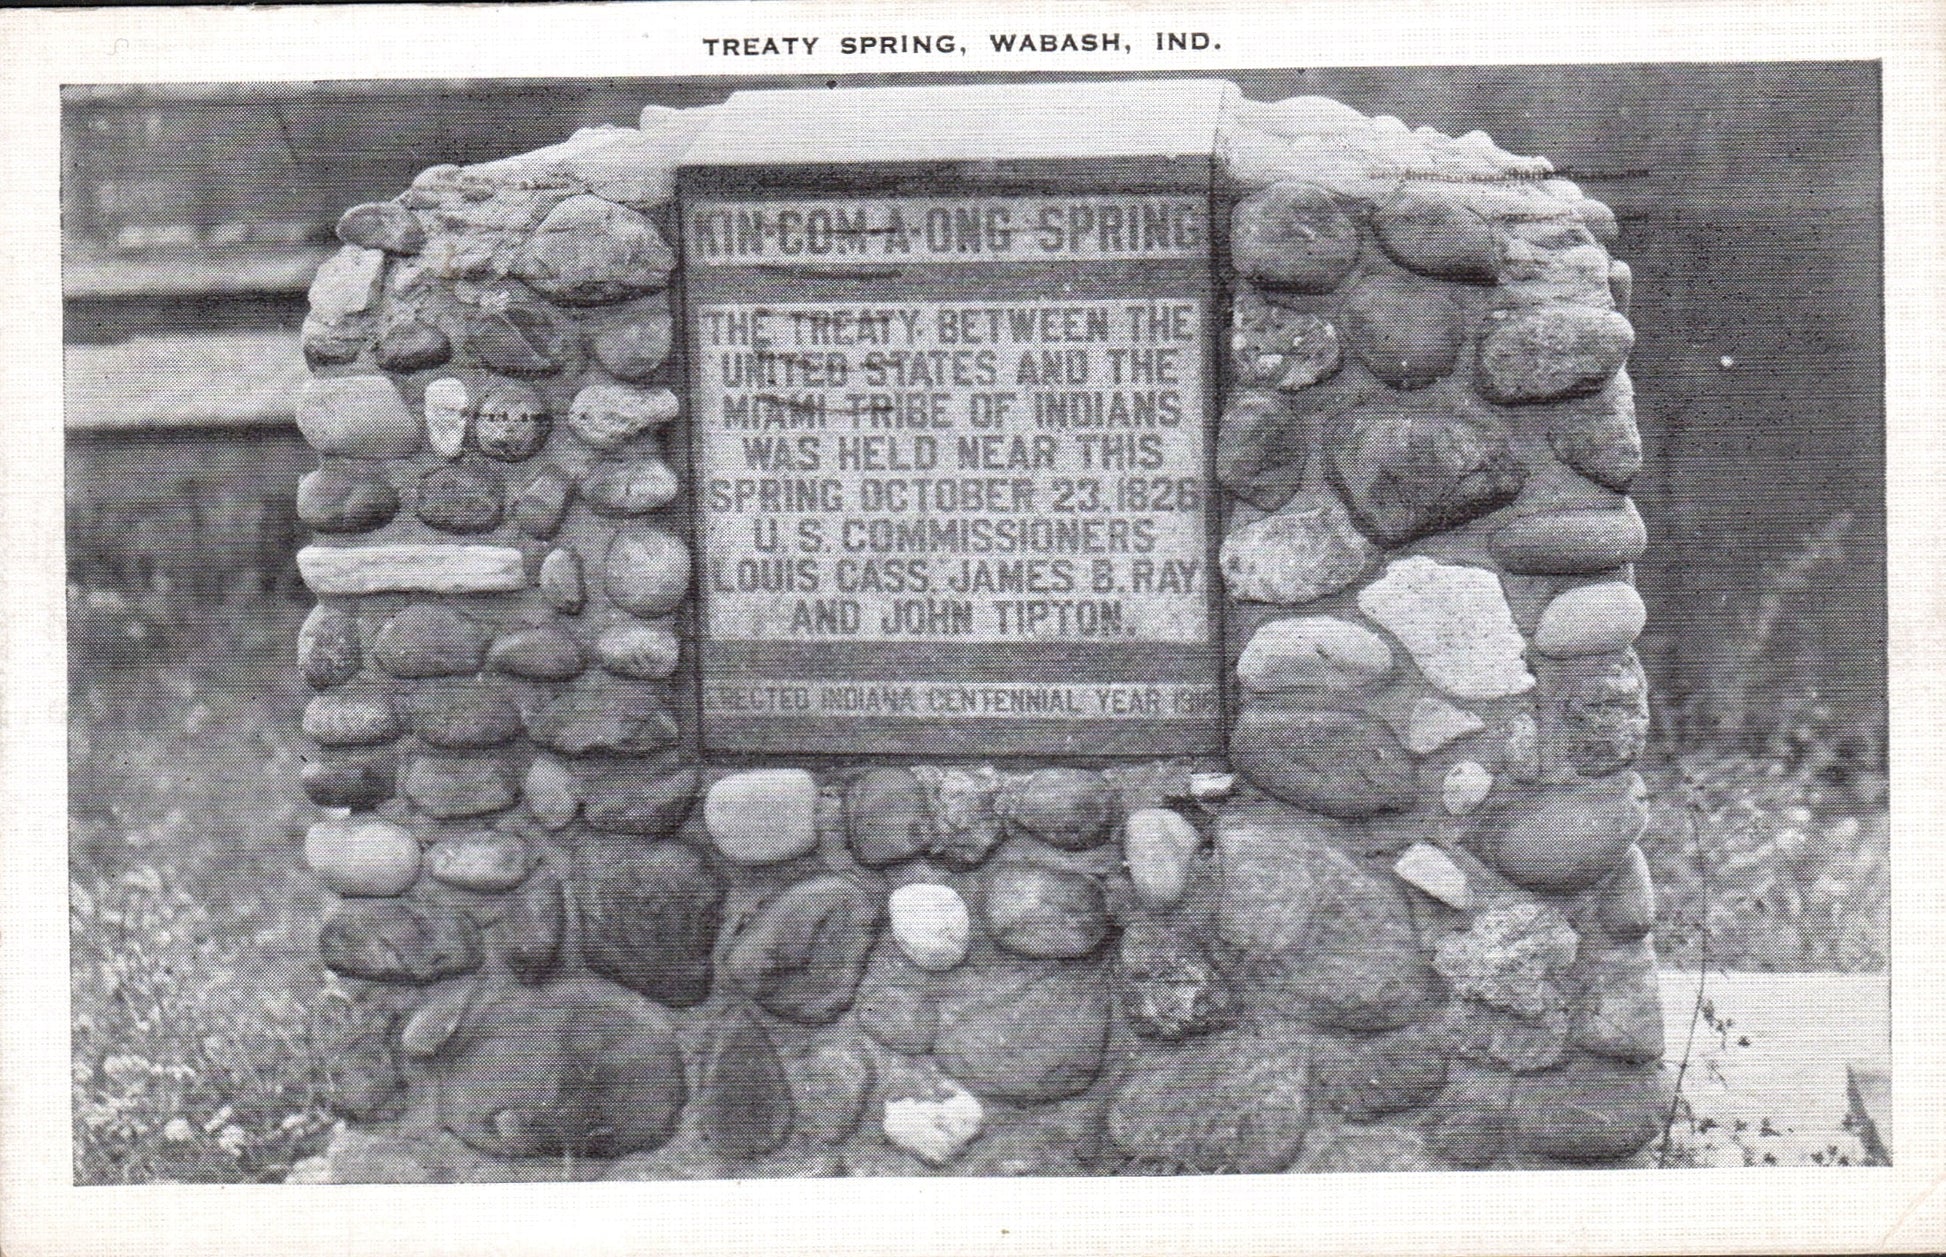 TREATY SPRING, WABASH, IND.
KIN-COM-A-ONG SPRING
THE TREATY BETWEEN THE
UNITED STATES AND THE
MIAMI TRIBE OF INDIANS
WAS HELD NEAR THIS
SPRING OCTOBER 23, 1826
U. S. COMMISSIONERS
LOUIS CASS, JAMES B. RAY
AND JOHN TIPTON.
ERECTED INDIANA CENTENNIAL YEAR 1916